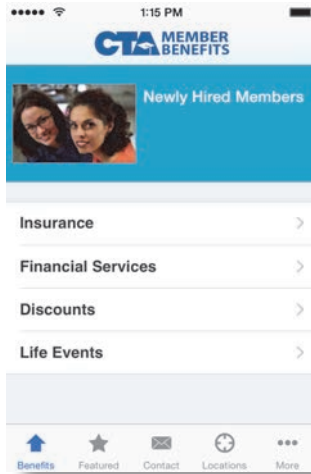 1:15 PM
CTA MEMBER
BENEFITS
Newly Hired Members
Insurance
Financial Services
Discounts
Life Events
Benefits Featured Contact Locations More